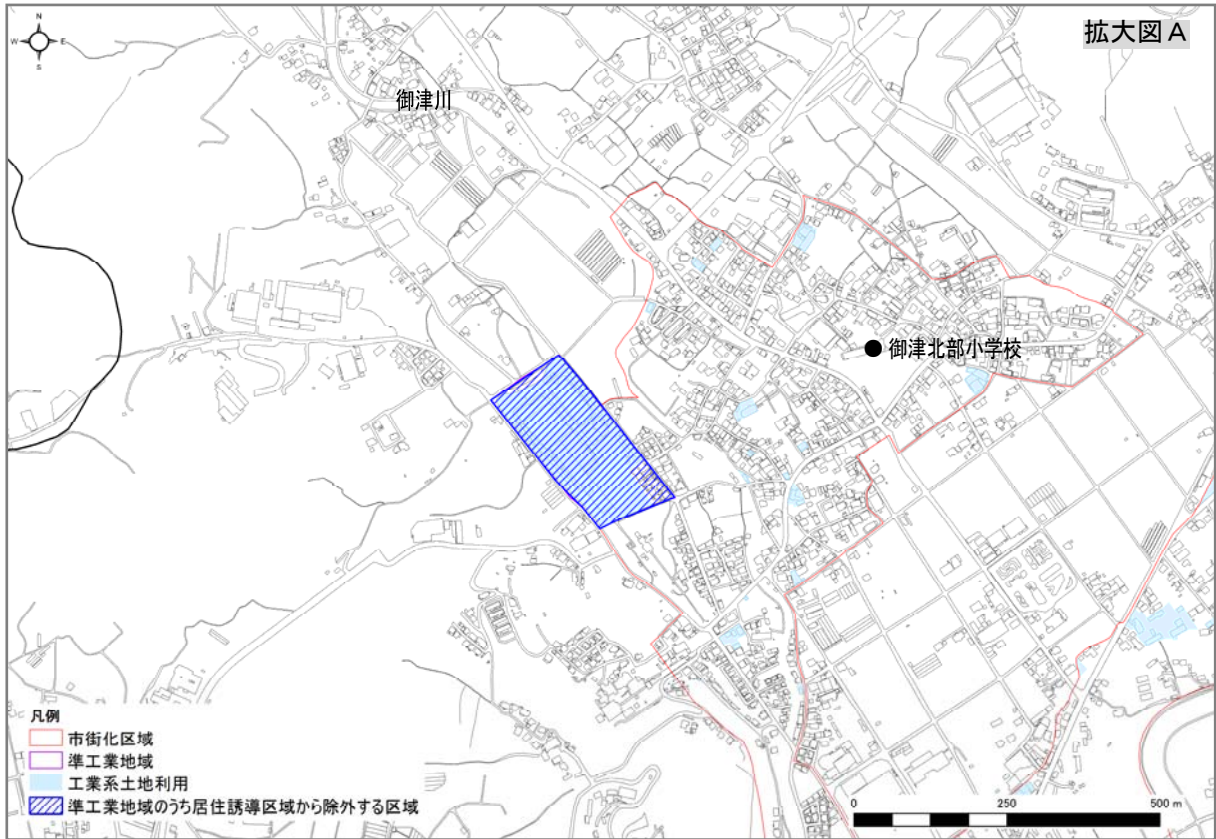 拡大図A
N
W E
S
御津川
御津北部小学校
凡例
市街化区域
準工業地域
工業系土地利用
準工業地域のうち居住誘導区域から除外する区域
0 250 500 m